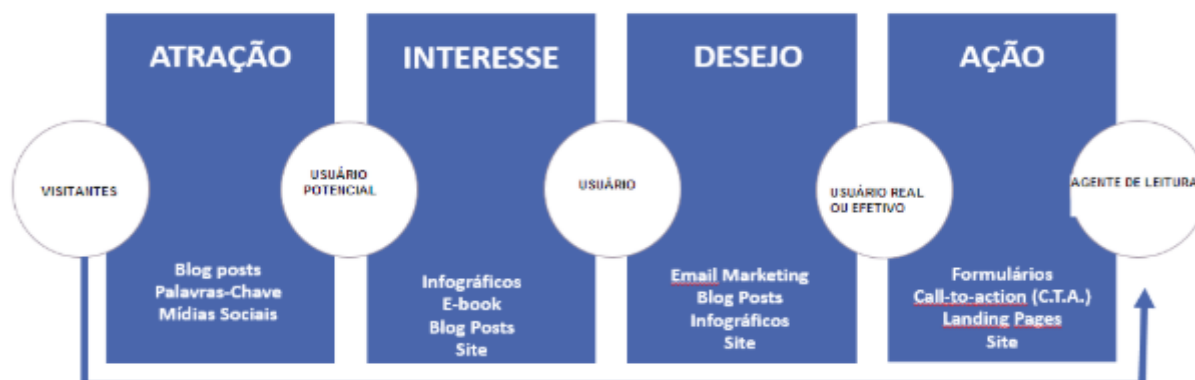 ATRAÇÃO
INTERESSE
DESEJO
AÇÃO
VISITANTES
USUÁRIO
POTENCIAL
USUÁRIO
USUÁRIO REAL
OU EFETIVO
AGENTE DE LEITURA
Blog posts
Palavras-Chave
Mídias Sociais
Infográficos
E-book
Blog Posts
Site
Email Marketing
Blog Posts
Infográficos
Site
Formulários
Call-to-action (C.T.A.)
Landing Pages
Site